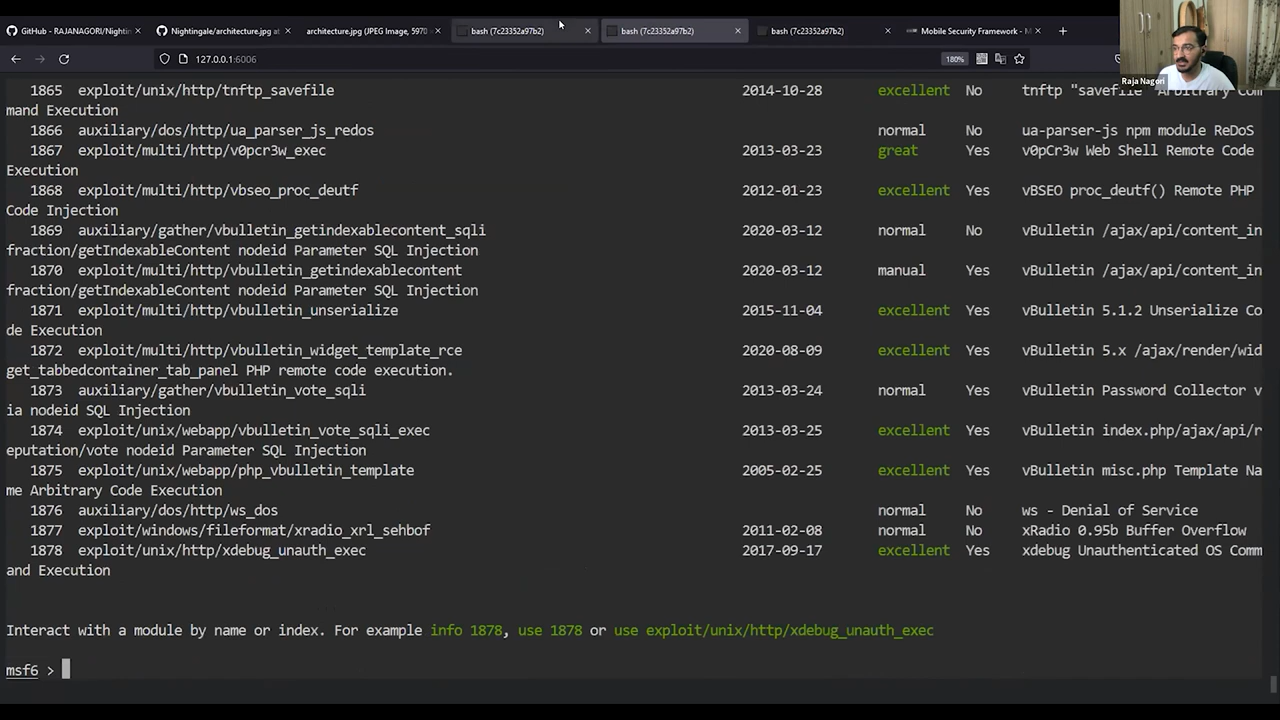 GitHub - RAJANAGORI/Nightin
Nightingale/architecture.jpg at
architecture.jpg (JPEG Image, 5970
bash (7c23352a97b2)
bash (7c23352a97b2)
bash (7c23352a97b2)
Mobile Security Framework - M
127.0.0.1:6006
180%
Raja Nagori
1865 exploit/unix/http/tnftp_savefile 2014-10-28 excellent No tnftp "savefile" Arbitrary Com
mand Execution
1866 auxiliary/dos/http/ua_parser_js_redos normal No ua-parser-js npm module ReDoS
1867 exploit/multi/http/v0pcr3w_exec 2013-03-23 great Yes v0pCr3w Web Shell Remote Code
Execution
1868 exploit/multi/http/vbseo_proc_deutf 2012-01-23 excellent Yes vBSEO proc_deutf() Remote PHP
Code Injection
1869 auxiliary/gather/vbulletin_getindexablecontent_sqli 2020-03-12 normal No vBulletin /ajax/api/content_in
fraction/getIndexableContent nodeid Parameter SQL Injection
1870 exploit/multi/http/vbulletin_getindexablecontent 2020-03-12 manual Yes vBulletin /ajax/api/content_in
fraction/getIndexableContent nodeid Parameter SQL Injection
1871 exploit/multi/http/vbulletin_unserialize 2015-11-04 excellent Yes vBulletin 5.1.2 Unserialize Co
de Execution
1872 exploit/multi/http/vbulletin_widget_template_rce 2020-08-09 excellent Yes vBulletin 5.x /ajax/render/wid
get_tabbedcontainer_tab_panel PHP remote code execution.
1873 auxiliary/gather/vbulletin_vote_sqli 2013-03-24 normal Yes vBulletin Password Collector v
ia nodeid SQL Injection
1874 exploit/unix/webapp/vbulletin_vote_sqli_exec 2013-03-25 excellent Yes vBulletin index.php/ajax/api/r
eputation/vote nodeid Parameter SQL Injection
1875 exploit/unix/webapp/php_vbulletin_template 2005-02-25 excellent Yes vBulletin misc.php Template Na
me Arbitrary Code Execution
1876 auxiliary/dos/http/ws_dos normal No ws - Denial of Service
1877 exploit/windows/fileformat/xradio_xrl_sehbof 2011-02-08 normal No xRadio 0.95b Buffer Overflow
1878 exploit/unix/http/xdebug_unauth_exec 2017-09-17 excellent Yes xdebug Unauthenticated OS Comm
and Execution
Interact with a module by name or index. For example info 1878, use 1878 or use exploit/unix/http/xdebug_unauth_exec
msf6 >